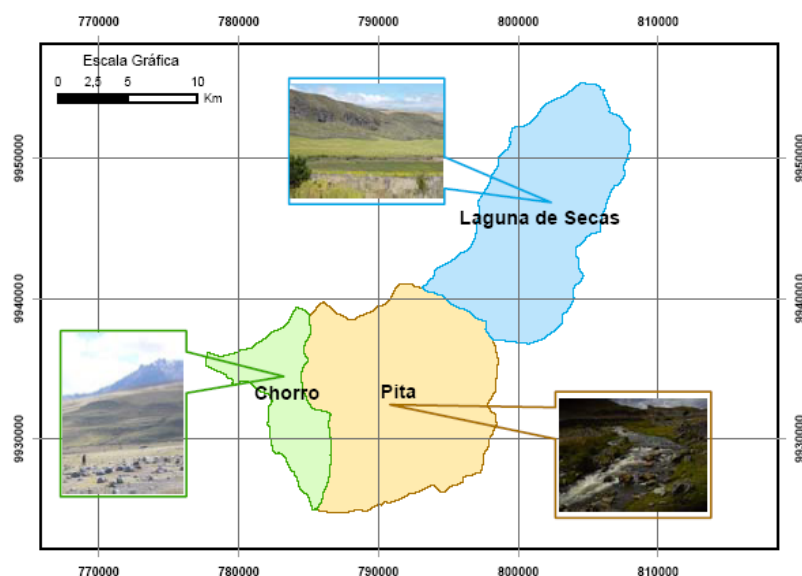 770000 780000 790000 800000 810000
Escala Gráfica
0 2,5 5 10
Km
9950000 9950000
Laguna de Secas
9940000 9940000
Chorro Pita
9930000 9930000
770000 780000 790000 800000 810000